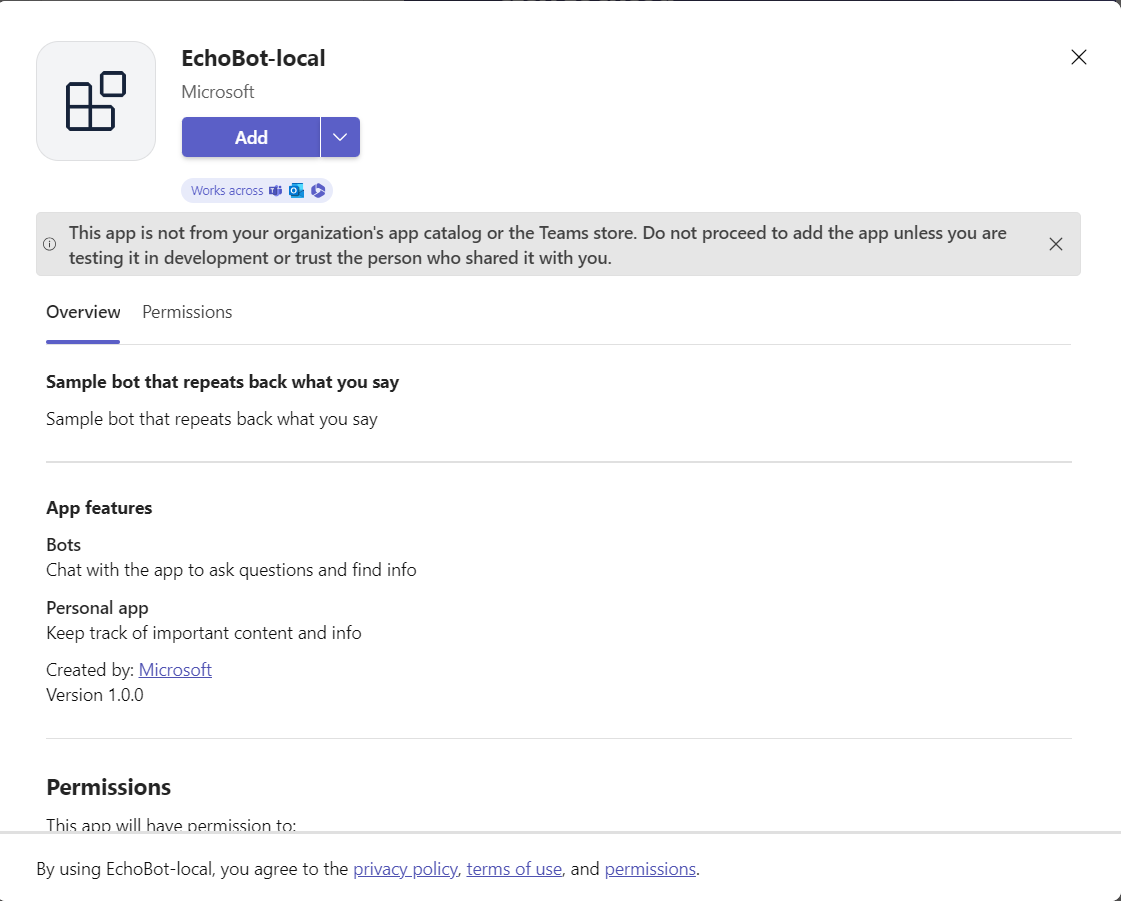 EchoBot-local
Microsoft
Add
Works across
This app is not from your organization's app catalog or the Teams store. Do not proceed to add the app unless you are
testing it in development or trust the person who shared it with you.
Overview Permissions
Sample bot that repeats back what you say
Sample bot that repeats back what you say
App features
Bots
Chat with the app to ask questions and find info
Personal app
Keep track of important content and info
Created by: Microsoft
Version 1.0.0
Permissions
This app will have permission to:
By using EchoBot-local, you agree to the privacy policy, terms of use, and permissions.